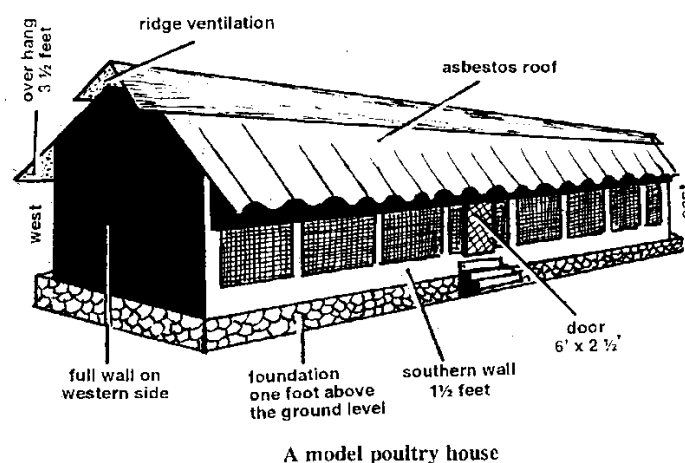 ridge ventilation
over hang
3 ½ feet
asbestos roof
west
east
door
6' x 2 ½'
full wall on
western side
foundation
one foot above
the ground level
southern wall
1½ feet
A model poultry house